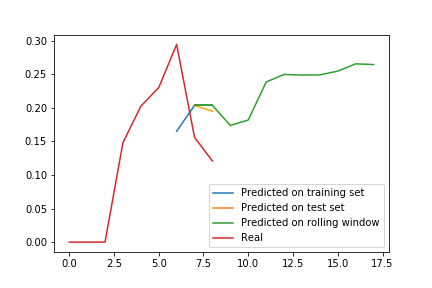 0.30
0.25
0.20
0.15
0.10
0.05
0.00
Predicted on training set
Predicted on test set
Predicted on rolling window
Real
0.0 2.5 5.0 7.5 10.0 12.5 15.0 17.5